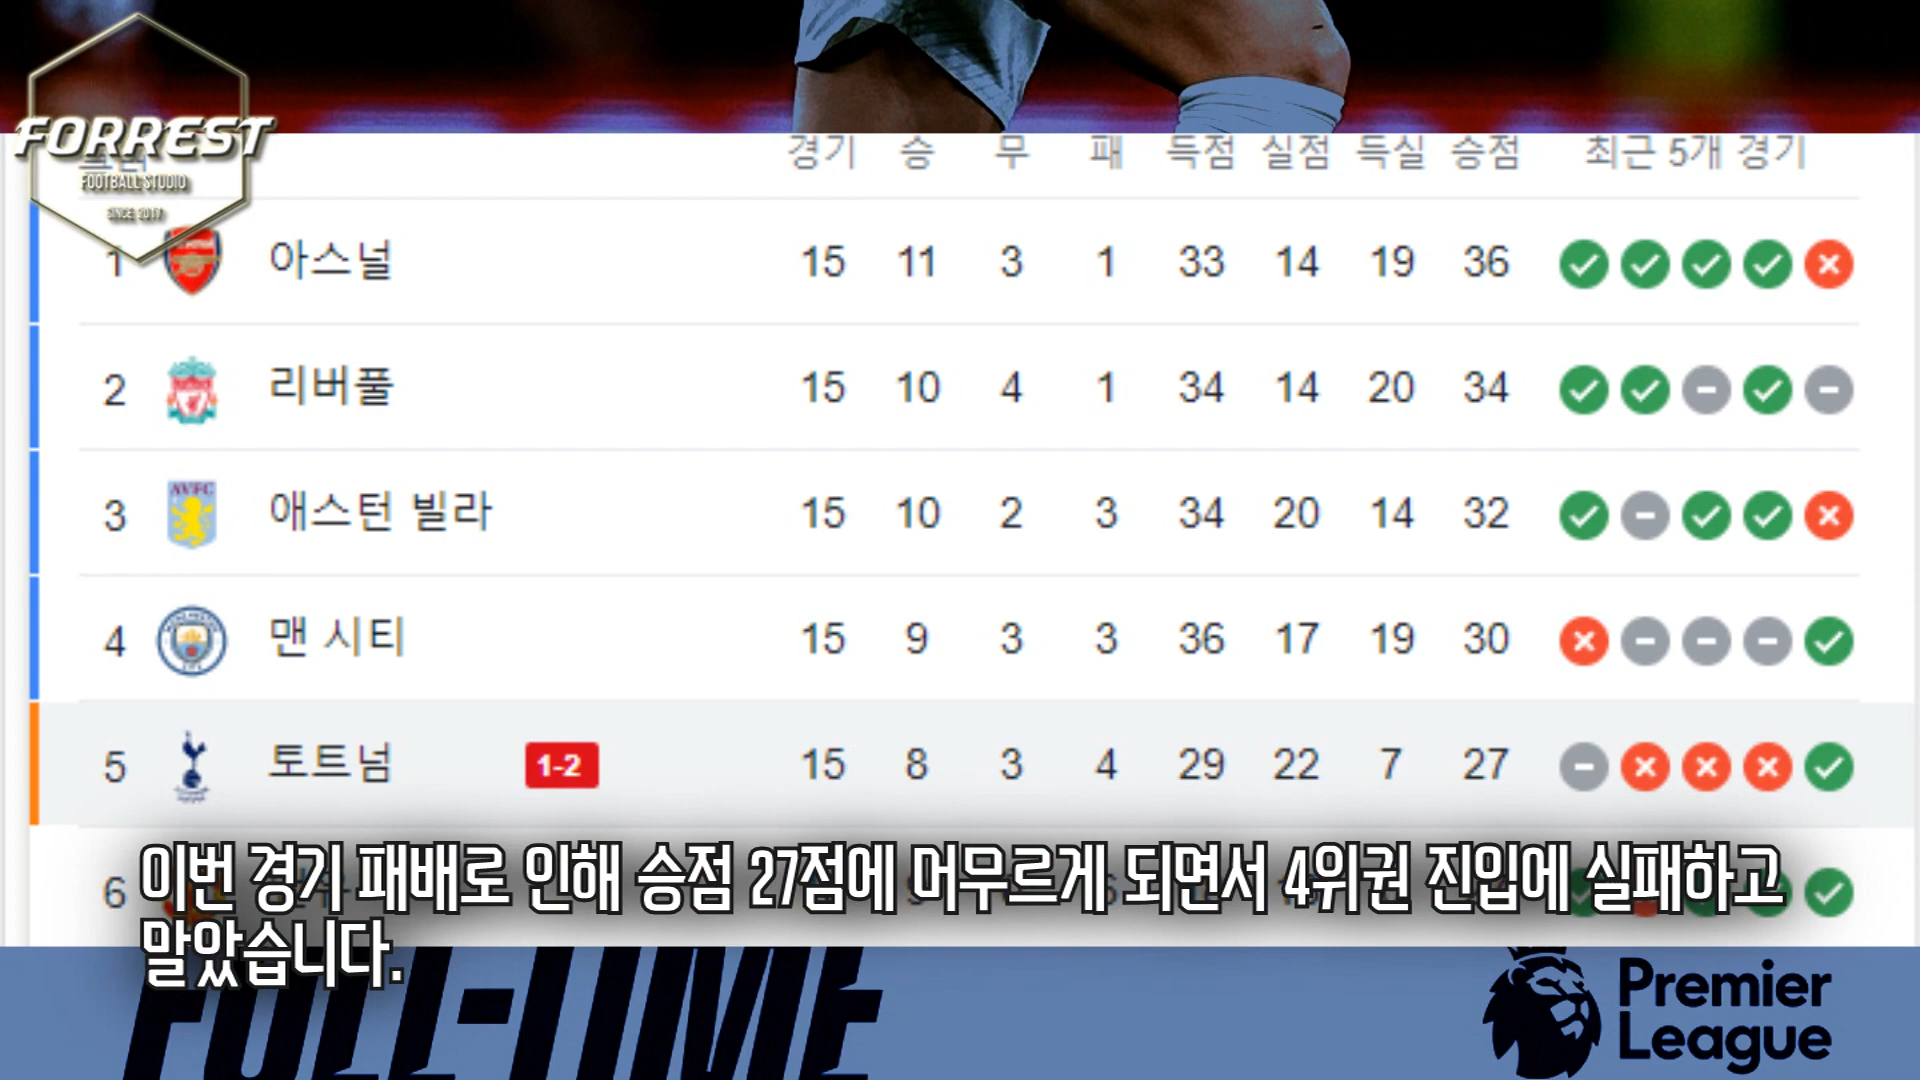 FORREST
FOOTBALL STUDIO
SINCE 2017
경기 승 무 패 득점 실점 득실 승점 최근 5개 경기
1 아스널 15 11 3 1 33 14 19 36
2 리버풀 15 10 4 1 34 14 20 34
AVFC
3 애스턴 빌라 15 10 2 3 34 20 14 32
4 맨 시티 15 9 3 3 36 17 19 30
5 토트넘 1-2 15 8 3 4 29 22 7 27
6
이번 경기 패배로 인해 승점 27점에 머무르게 되면서 4위권 진입에 실패하고
말았습니다.
FULL-TIME
Premier
League